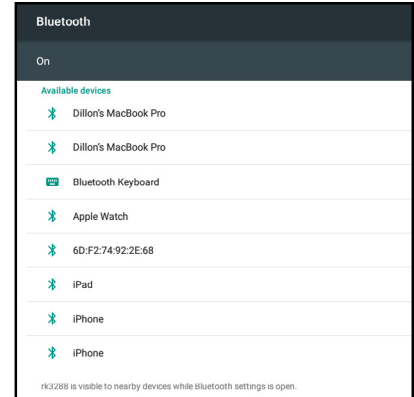 Bluetooth
On
Available devices
Dillon's MacBook Pro
Dillon's MacBook Pro
Bluetooth Keyboard
Apple Watch
6D:F2:74:92:2E:68
iPad
iPhone
iPhone
rk3288 is visible to nearby devices while Bluetooth settings is open.